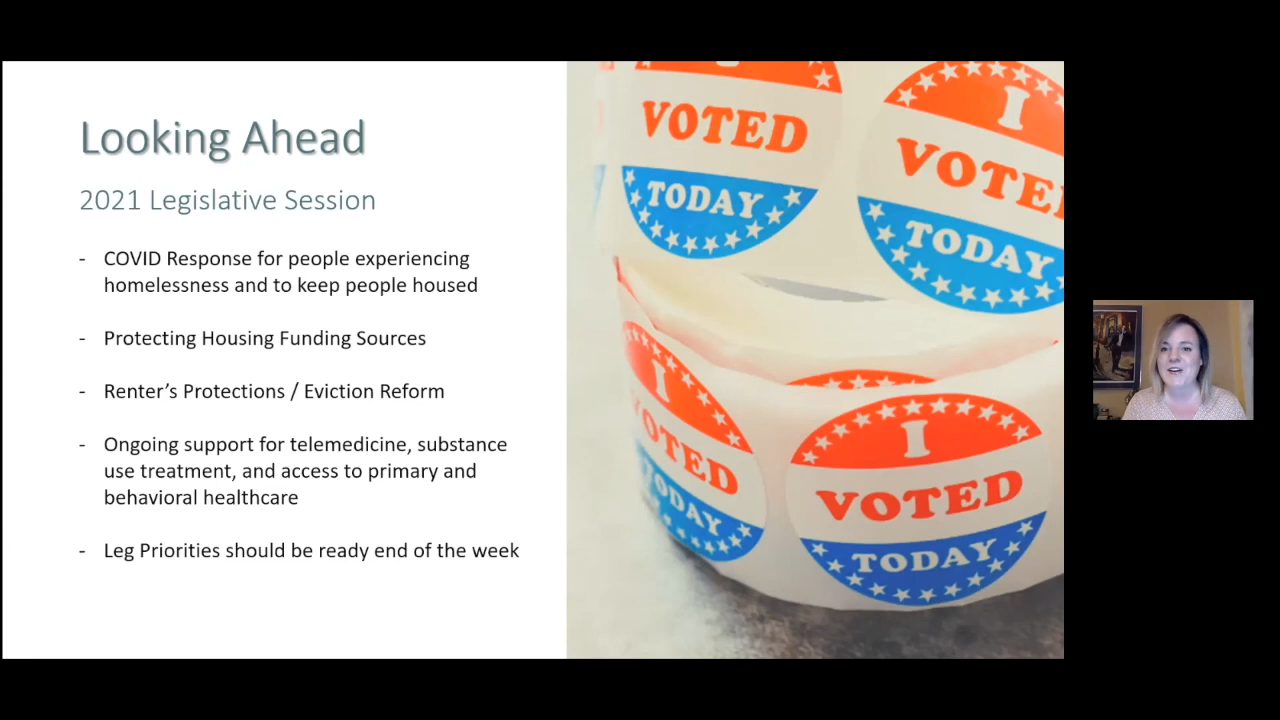 Looking Ahead
2021 Legislative Session
- COVID Response for people experiencing
homelessness and to keep people housed
- Protecting Housing Funding Sources
- Renter's Protections / Eviction Reform
- Ongoing support for telemedicine, substance
use treatment, and access to primary and
behavioral healthcare
- Leg Priorities should be ready end of the week
VOTED
TODAY
I
VOTED
TODAY
I
VOTED
TODAY
I
VOTED
TODAY